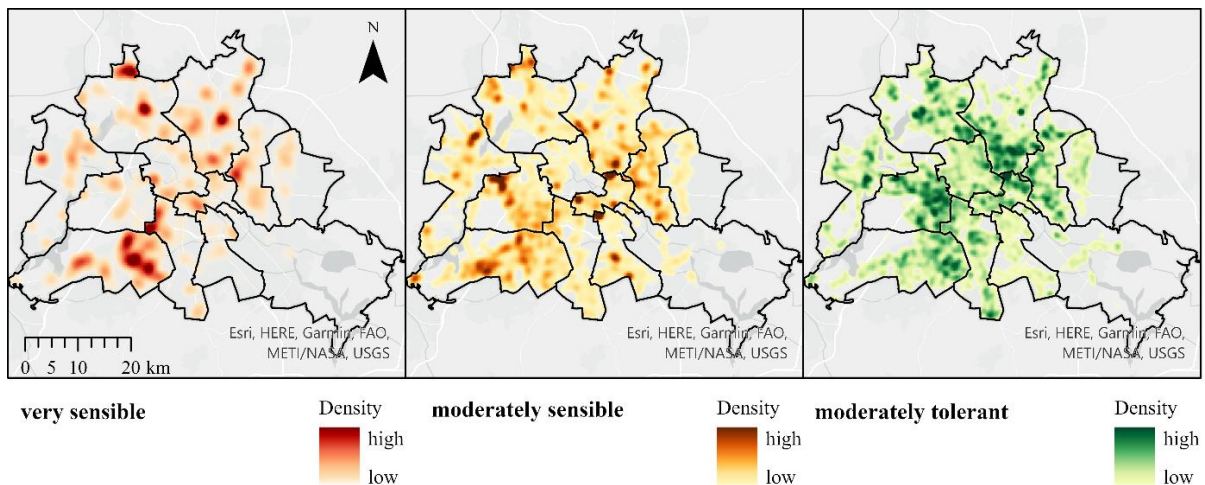 N
Esri, HERE, Garmin, FAO,
METI/NASA, USGS
0 5 10 20 km
Esri, HERE, Garmin, FAO,
METI/NASA, USGS
Esri, HERE, Garmin, FAO,
METI/NASA, USGS
very sensible
Density
high
low
moderately sensible
Density
high
low
moderately tolerant
Density
high
low